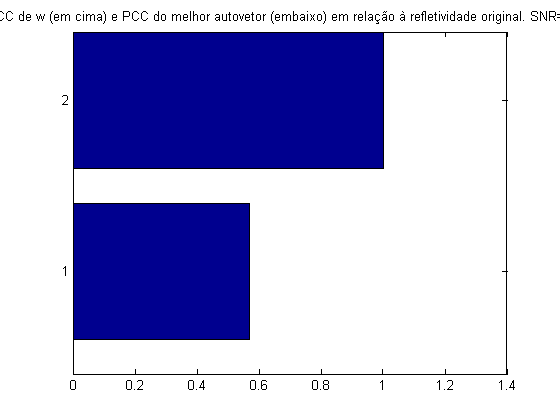 CC de w (em cima) e PCC do melhor autovetor (embaixo) em relação à refletividade original. SNR=
2
1
0 0.2 0.4 0.6 0.8 1 1.2 1.4